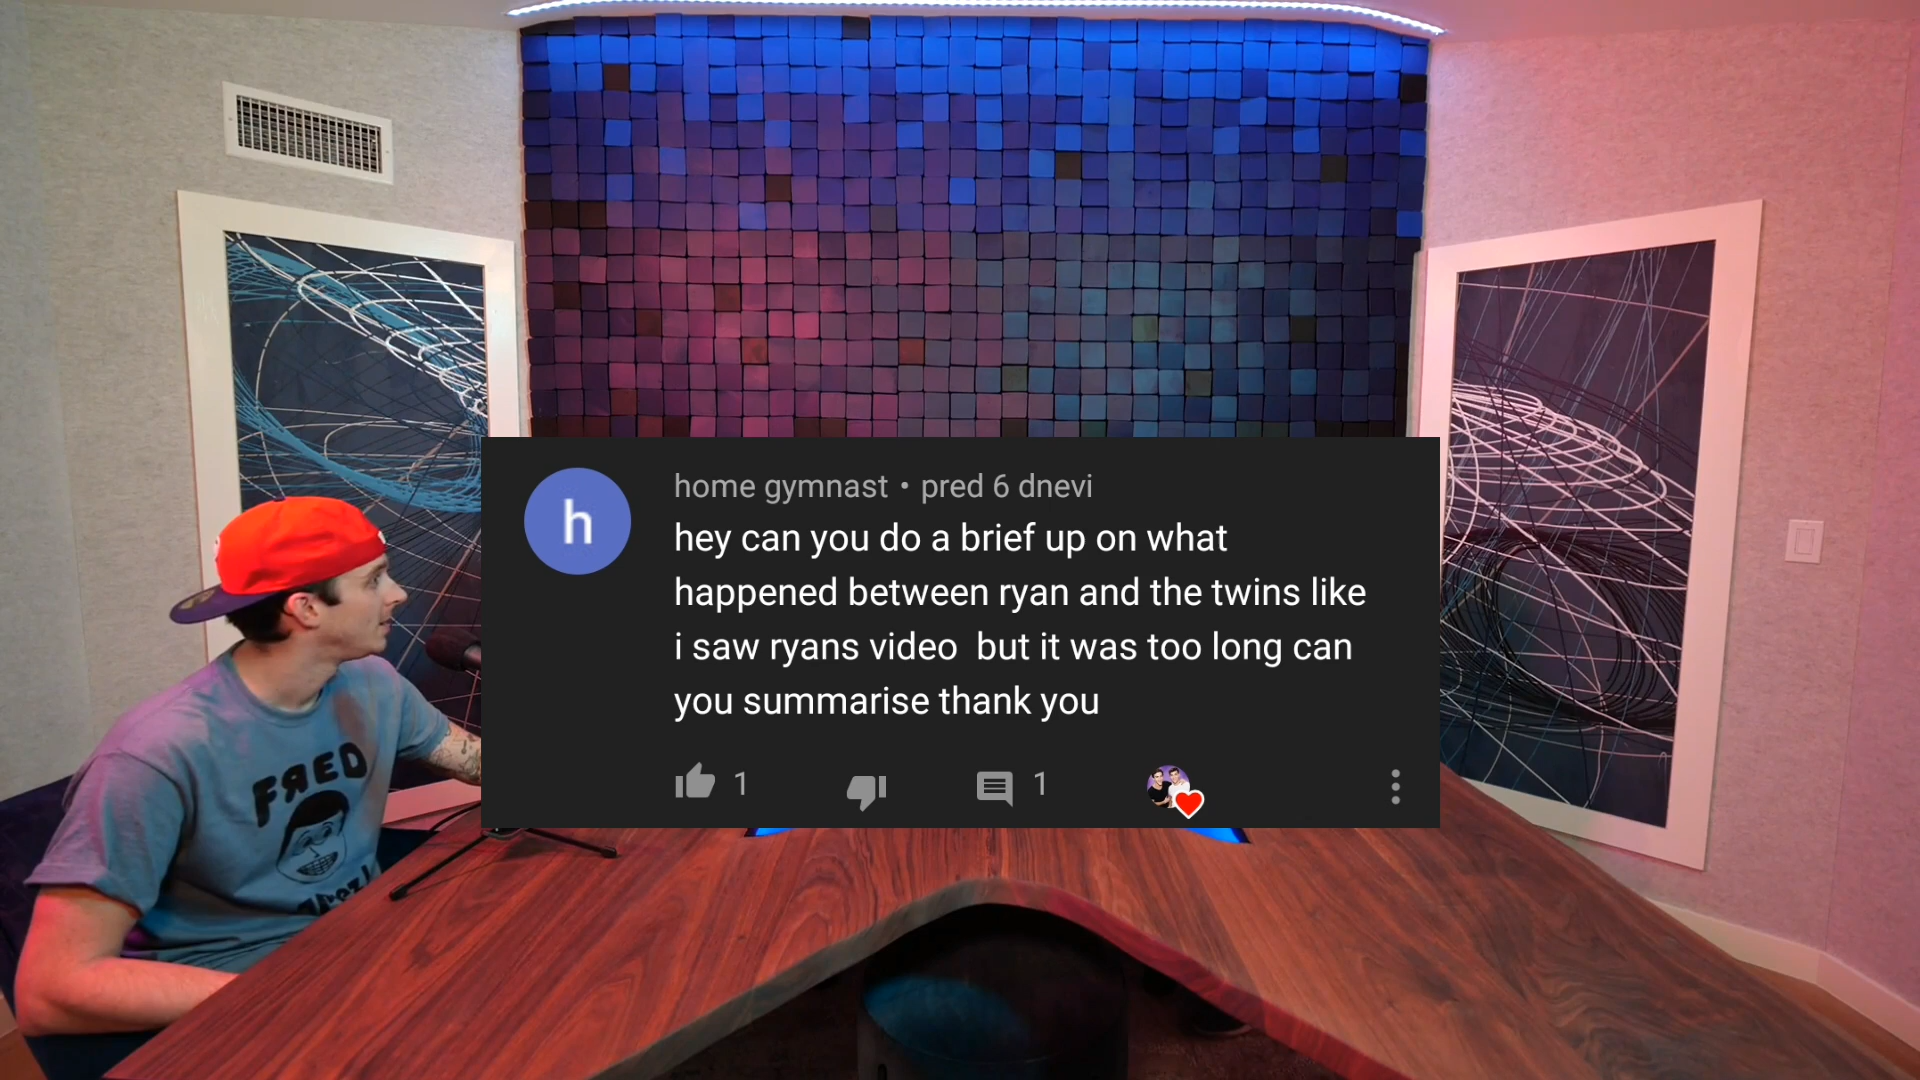 home gymnast • pred 6 dnevi
h
hey can you do a brief up on what
happened between ryan and the twins like
i saw ryans video  but it was too long can
you summarise thank you
1
1
FRED